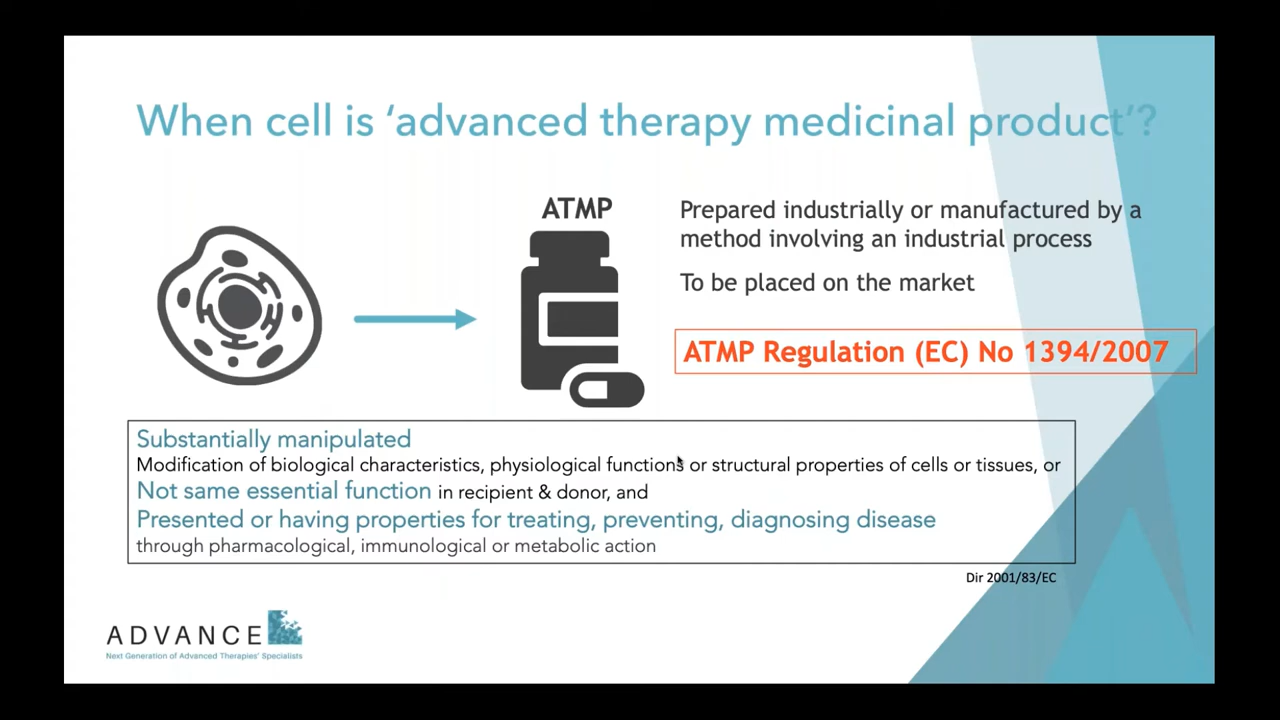 When cell is ‘advanced therapy medicinal product’?
ATMP
Prepared industrially or manufactured by a
method involving an industrial process
To be placed on the market
ATMP Regulation (EC) No 1394/2007
Substantially manipulated
Modification of biological characteristics, physiological functions or structural properties of cells or tissues, or
Not same essential function in recipient & donor, and
Presented or having properties for treating, preventing, diagnosing disease
through pharmacological, immunological or metabolic action
Dir 2001/83/EC
ADVANCE
Next Generation of Advanced Therapies' Specialists